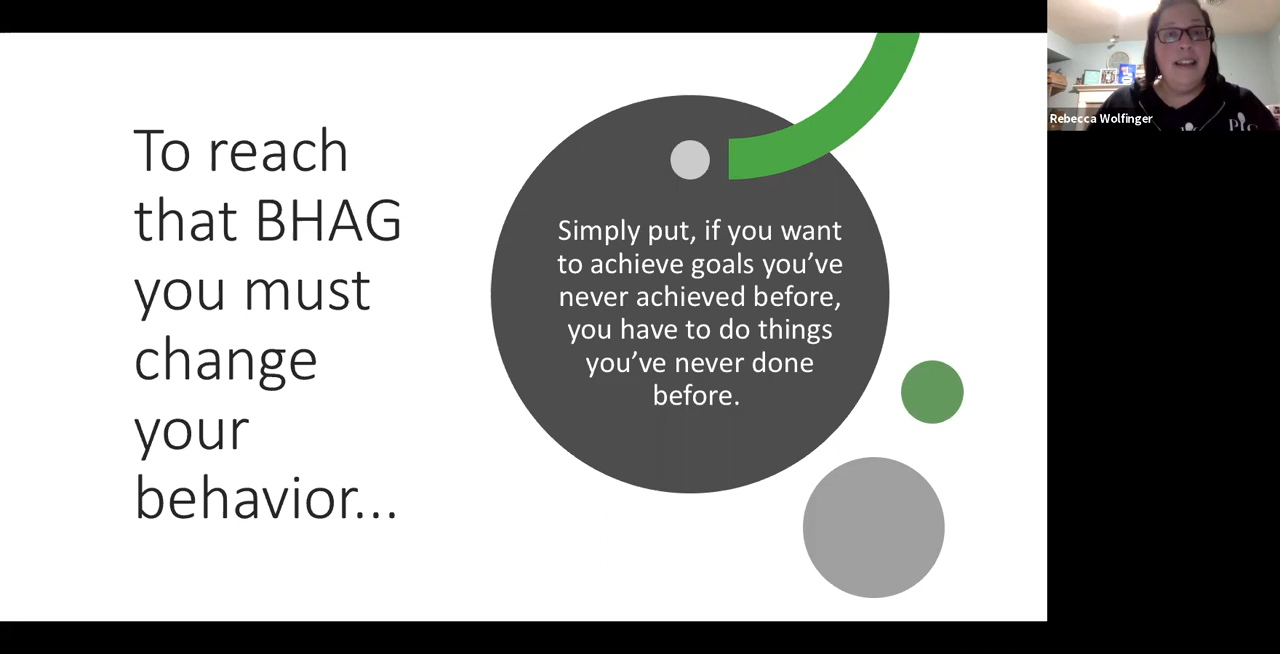 To reach
that BHAG
you must
change
your
behavior...
Simply put, if you want
to achieve goals you’ve
never achieved before,
you have to do things
you’ve never done
before.
Rebecca Wolfinger